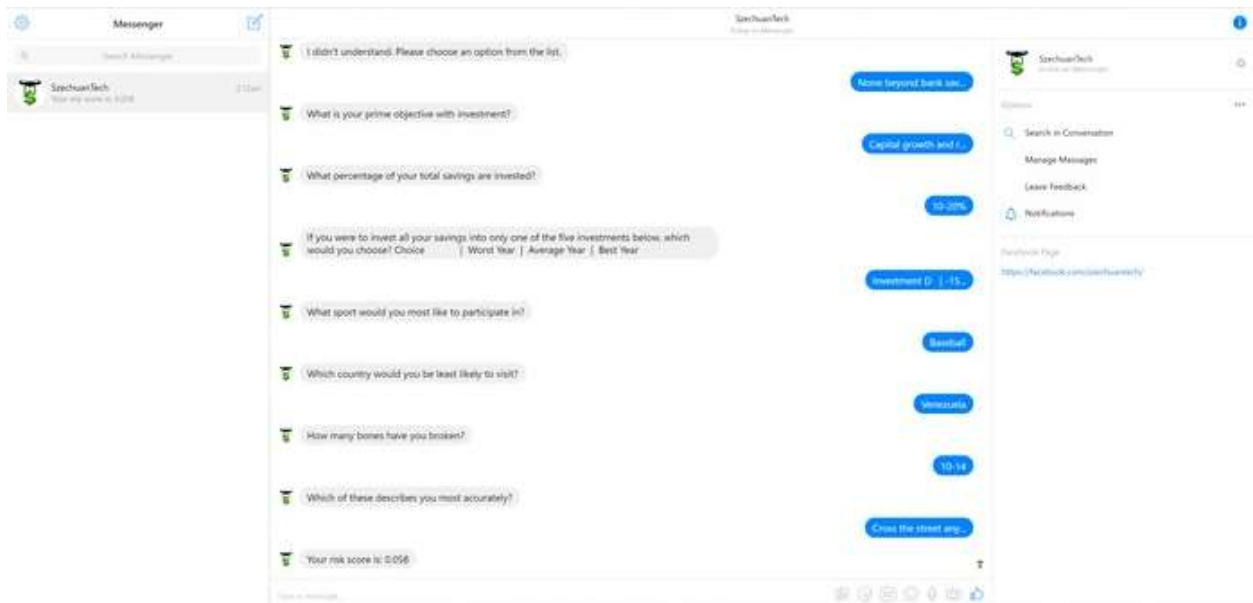 Messenger
Search Messenger
SzechuanTech
Your risk score is: 0.058
SzechuanTech
I didn't understand. Please choose an option from the list.
None beyond bank sav...
What is your prime objective with investment?
Capital growth and r...
What percentage of your total savings are invested?
10-20%
If you were to invest all your savings into only one of the five investments below, which
would you choose? Choice | Worst Year | Average Year | Best Year
Investment D | -15...
What sport would you most like to participate in?
Baseball
Which country would you be least likely to visit?
Venezuela
How many bones have you broken?
10-14
Which of these describes you most accurately?
Cross the street any...
Your risk score is: 0.058
Type a message...
SzechuanTech
Options
Search in Conversation
Manage Messages
Leave Feedback
Notifications
Facebook Page
https://facebook.com/szechuantech/